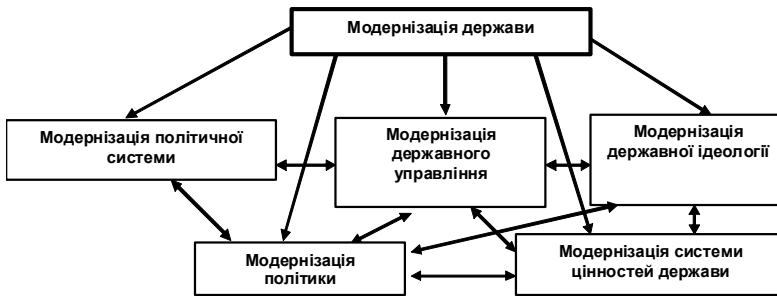 Модернізація держави
Модернізація політичної
системи
Модернізація
державного
управління
Модернізація
державної ідеології
Модернізація
політики
Модернізація системи
цінностей держави